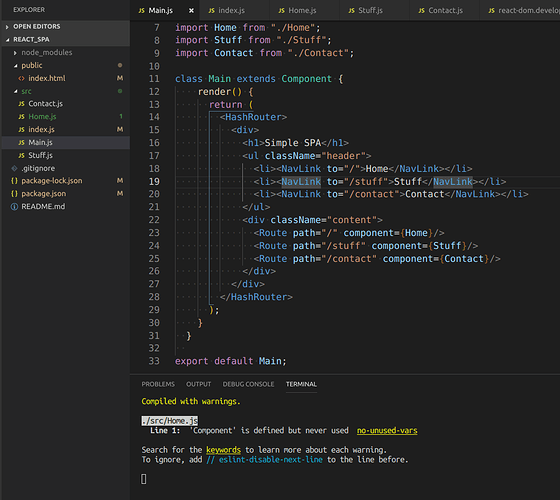 EXPLORER
OPEN EDITORS
REACT_SPA
node_modules
public
index.html
src
Contact.js
Home.js 1
index.js
Main.js
Stuff.js
.gitignore
package-lock.json
package.json
README.md
Main.js × index.js Home.js Stuff.js Contact.js react-dom.develop
7 import Home from "./Home";
8 import Stuff from "./Stuff";
9 import Contact from "./Contact";
10
11 class Main extends Component {
12 render() {
13 return (
14 <HashRouter>
15 <div>
16 <h1>Simple SPA</h1>
17 <ul className="header">
18 <li><NavLink to="/">Home</NavLink></li>
19 <li><NavLink to="/stuff">Stuff</NavLink></li>
20 <li><NavLink to="/contact">Contact</NavLink></li>
21 </ul>
22 <div className="content">
23 <Route path="/" component={Home}/>
24 <Route path="/stuff" component={Stuff}/>
25 <Route path="/contact" component={Contact}/>
26 </div>
27 </div>
28 </HashRouter>
29 );
30 }
31 }
32
33 export default Main;
PROBLEMS OUTPUT DEBUG CONSOLE TERMINAL
Compiled with warnings.
./src/Home.js
Line 1: 'Component' is defined but never used no-unused-vars
Search for the keywords to learn more about each warning.
To ignore, add // eslint-disable-next-line to the line before.